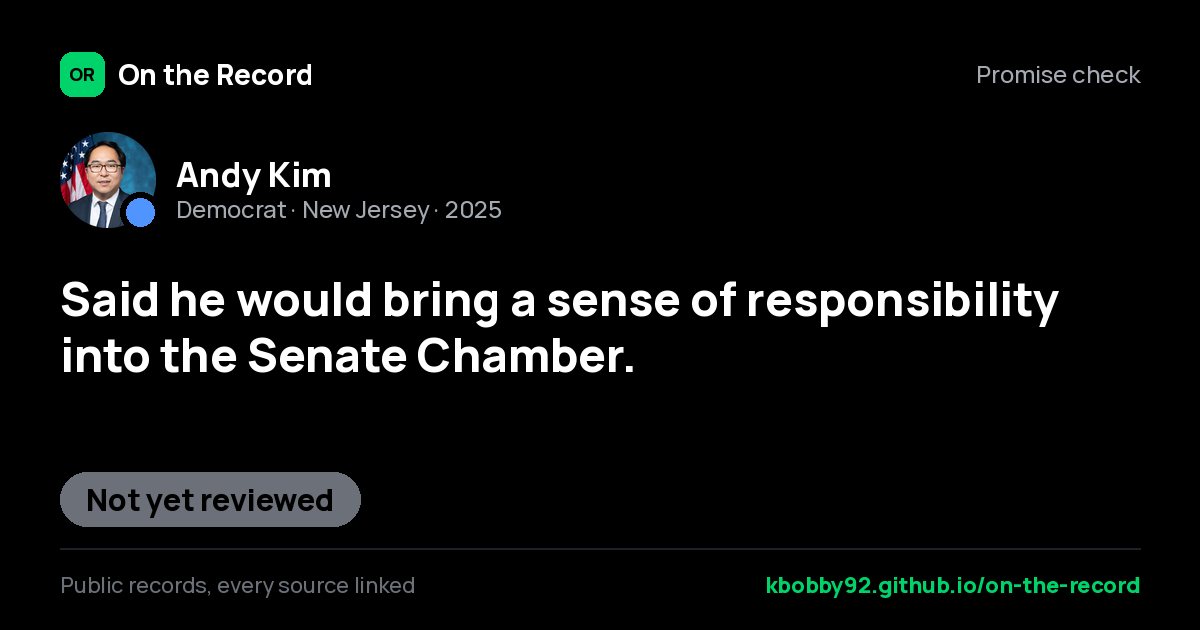 OR On the Record
Promise check
Andy Kim
Democrat · New Jersey · 2025
Said he would bring a sense of responsibility
into the Senate Chamber.
Not yet reviewed
Public records, every source linked
kbobby92.github.io/on-the-record